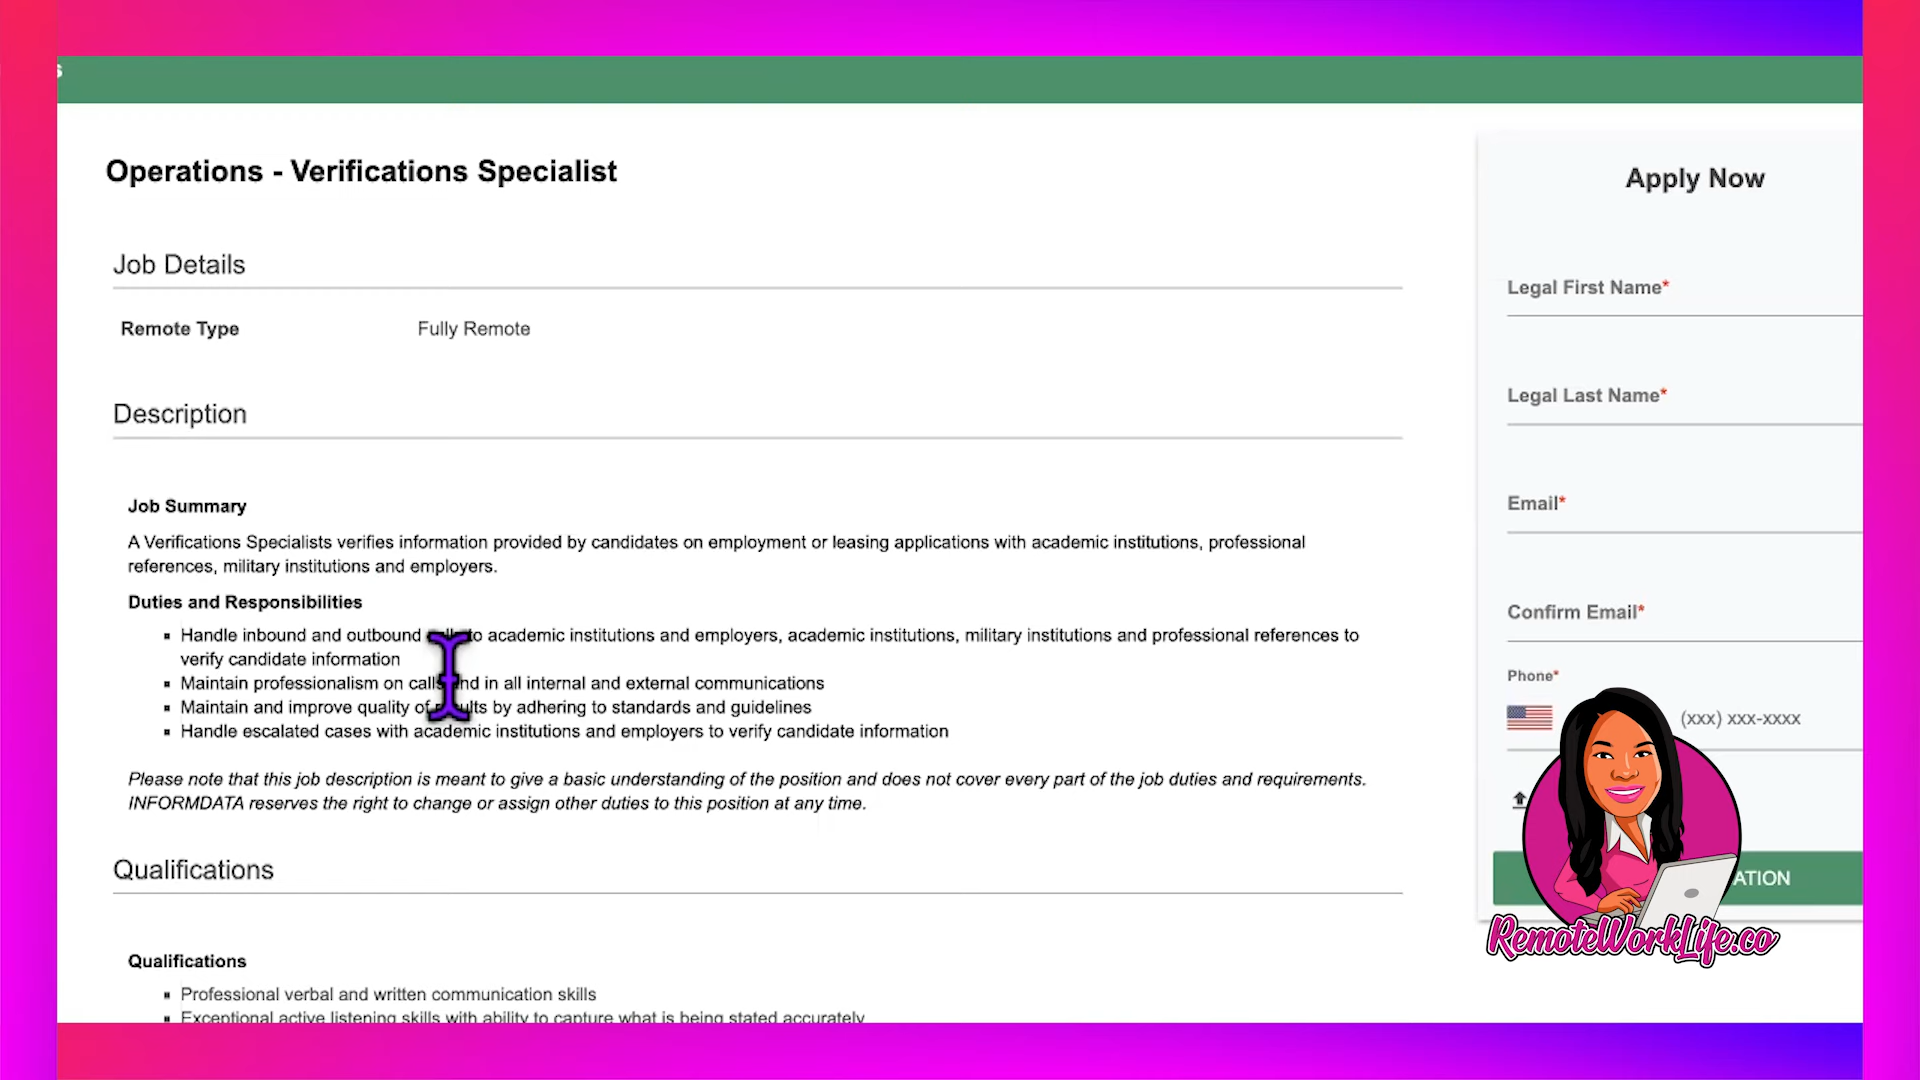 s
Operations - Verifications Specialist
Job Details
Remote Type Fully Remote
Description
Job Summary
A Verifications Specialists verifies information provided by candidates on employment or leasing applications with academic institutions, professional
references, military institutions and employers.
Duties and Responsibilities
Handle inbound and outbound to academic institutions and employers, academic institutions, military institutions and professional references to
verify candidate information
Maintain professionalism on calls and in all internal and external communications
Maintain and improve quality of results by adhering to standards and guidelines
Handle escalated cases with academic institutions and employers to verify candidate information
Please note that this job description is meant to give a basic understanding of the position and does not cover every part of the job duties and requirements.
INFORMDATA reserves the right to change or assign other duties to this position at any time.
Qualifications
Qualifications
Professional verbal and written communication skills
Exceptional active listening skills with ability to capture what is being stated accurately
Apply Now
Legal First Name*
Legal Last Name*
Email*
Confirm Email*
Phone*
(xxx) xxx-xxxx
ATION
RemoteWorkLife.co